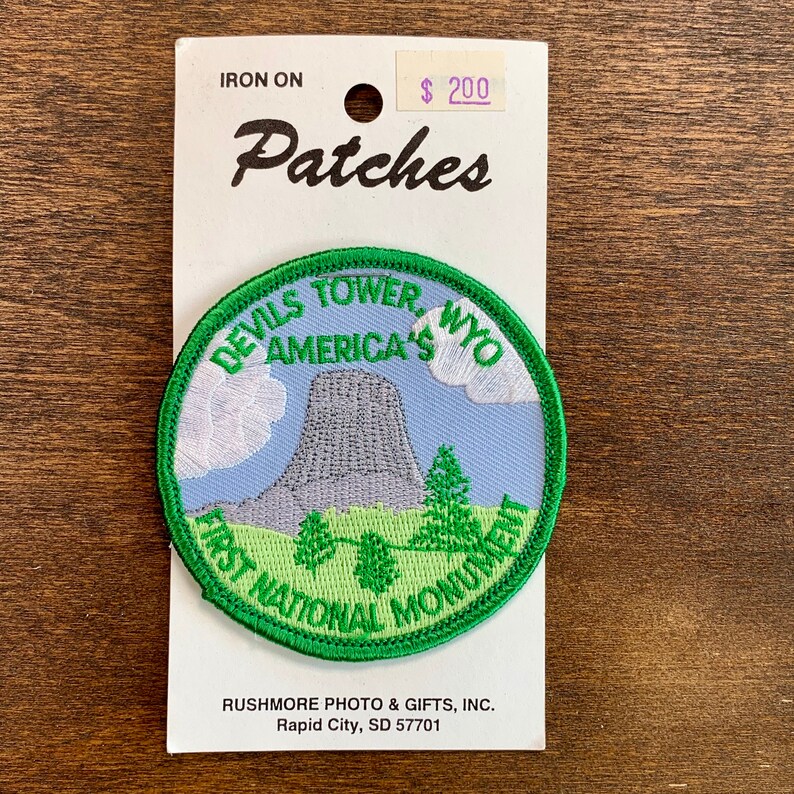 IRON ON
$ 200
Patches
DEVILS TOWER, WYO
AMERICA'S
FIRST NATIONAL MONUMENT
RUSHMORE PHOTO & GIFTS, INC.
Rapid City, SD 57701